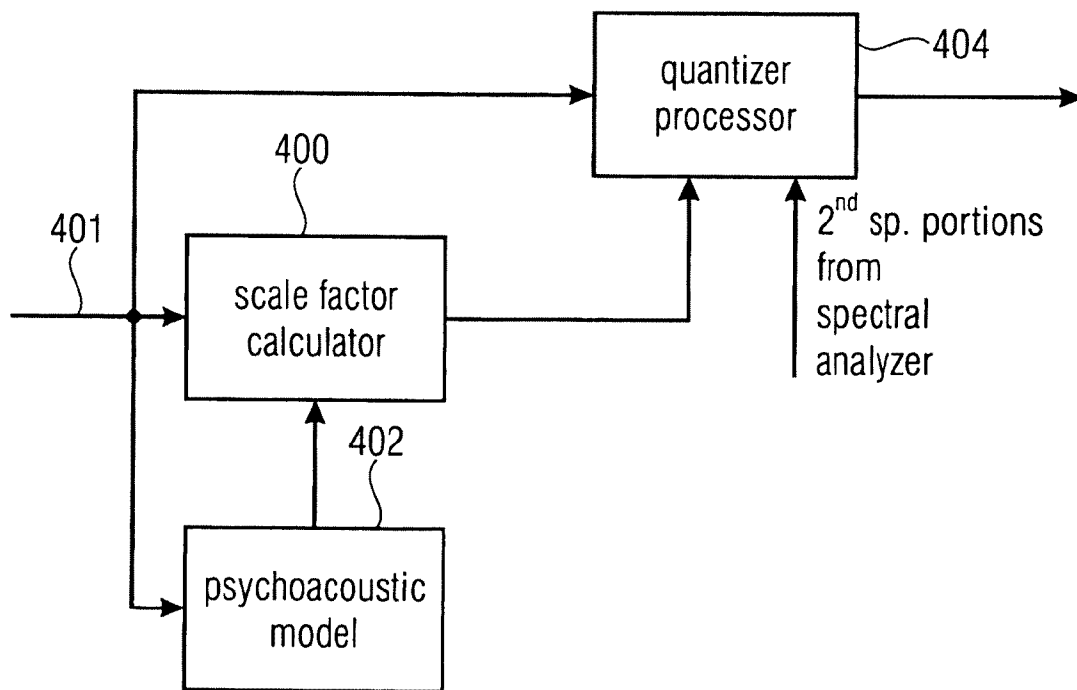 404
quantizer
processor
400
401
2nd sp. portions
from
spectral
analyzer
scale factor
calculator
402
psychoacoustic
model